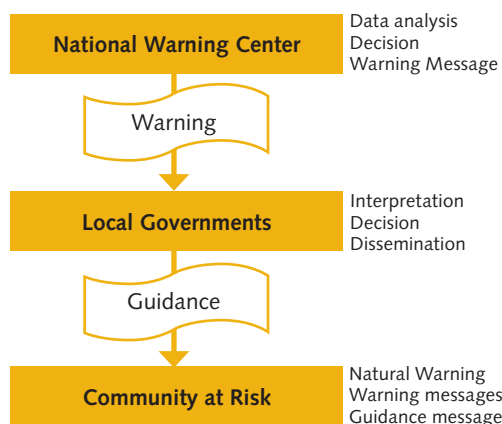 National Warning Center
Data analysis
Decision
Warning Message
Warning
Local Governments
Interpretation
Decision
Dissemination
Guidance
Community at Risk
Natural Warning
Warning messages
Guidance message